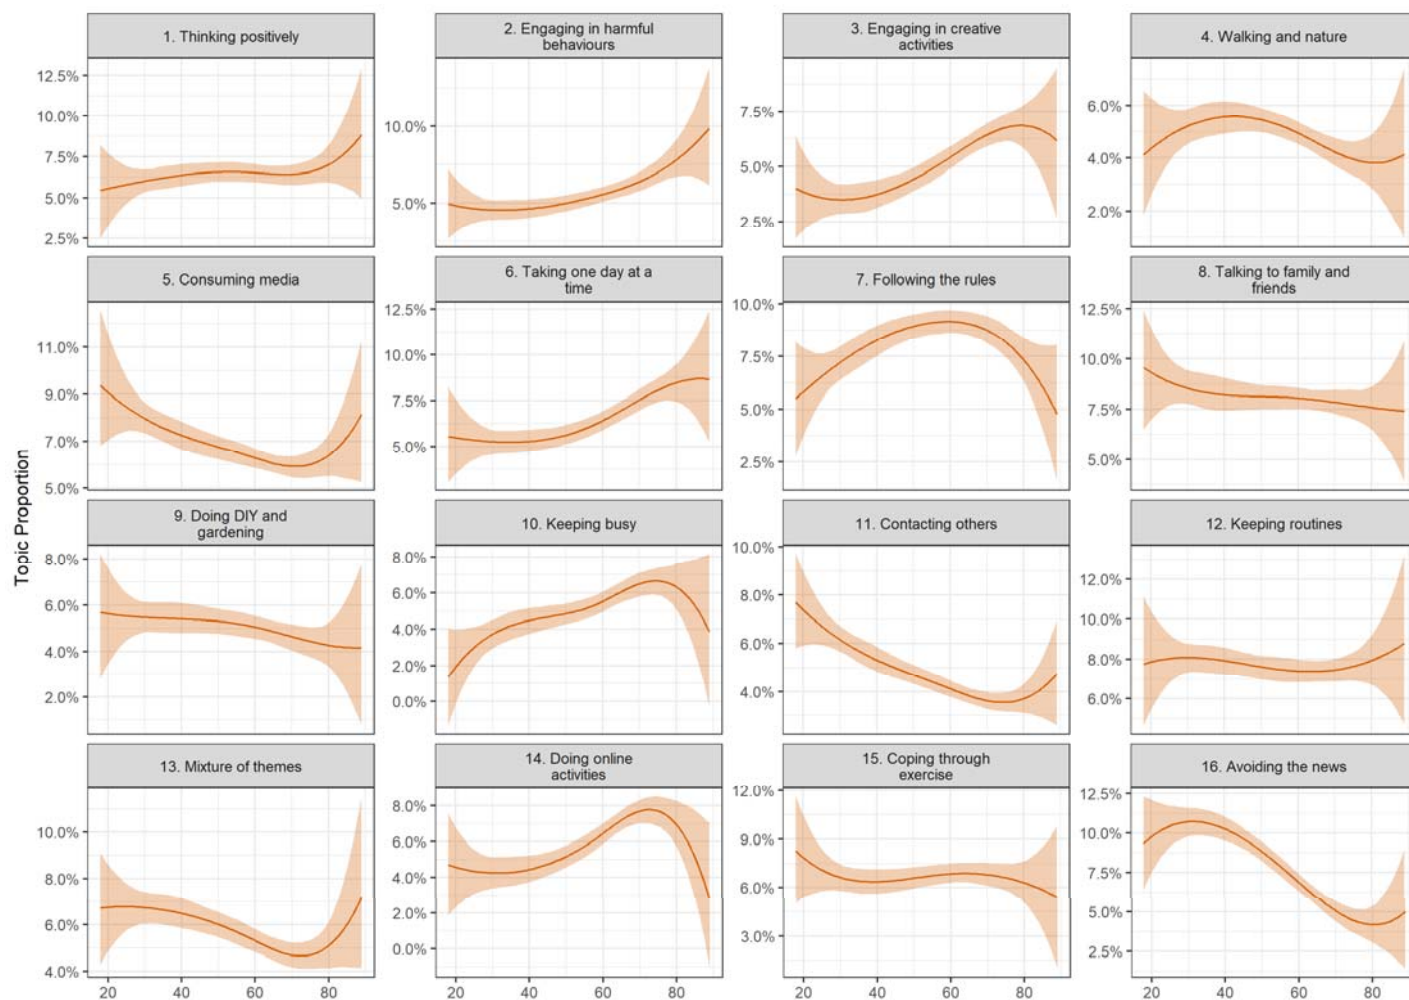 1. Thinking positively
2. Engaging in harmful
behaviours
3. Engaging in creative
activities
4. Walking and nature
12.5%
10.0%
7.5%
5.0%
2.5%
10.0%
5.0%
7.5%
5.0%
2.5%
6.0%
4.0%
2.0%
5. Consuming media
6. Taking one day at a
time
7. Following the rules
8. Talking to family and
friends
11.0%
9.0%
7.0%
5.0%
12.5%
10.0%
7.5%
5.0%
10.0%
7.5%
5.0%
2.5%
12.5%
10.0%
7.5%
5.0%
Topic Proportion
9. Doing DIY and
gardening
10. Keeping busy
11. Contacting others
12. Keeping routines
8.0%
6.0%
4.0%
2.0%
8.0%
6.0%
4.0%
2.0%
0.0%
10.0%
8.0%
6.0%
4.0%
12.0%
10.0%
8.0%
6.0%
13. Mixture of themes
14. Doing online
activities
15. Coping through
exercise
16. Avoiding the news
10.0%
8.0%
6.0%
4.0%
8.0%
6.0%
4.0%
2.0%
0.0%
12.0%
9.0%
6.0%
3.0%
12.5%
10.0%
7.5%
5.0%
2.5%
20 40 60 80
20 40 60 80
20 40 60 80
20 40 60 80